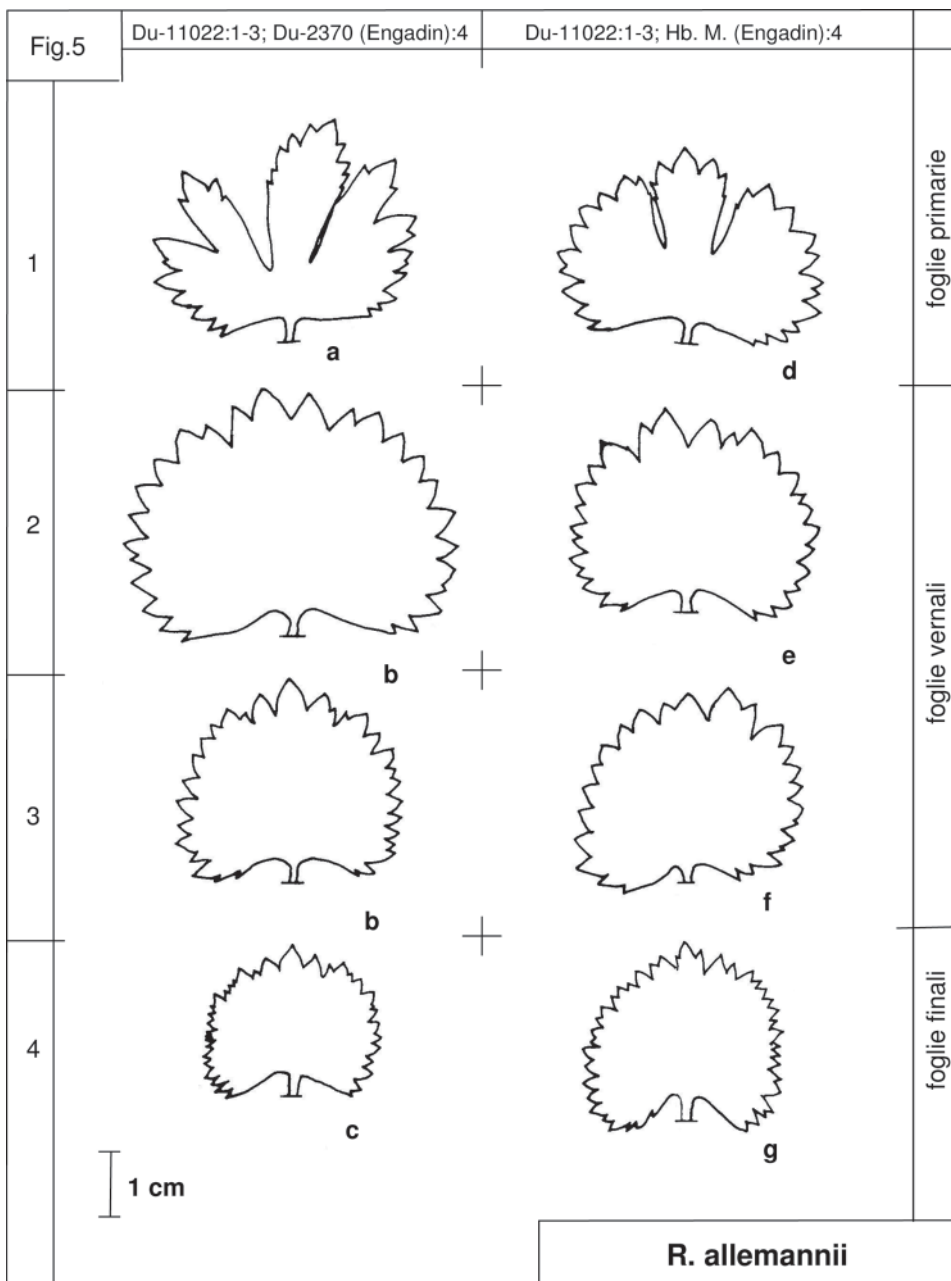 Fig.5
Du-11022:1-3; Du-2370 (Engadin):4
Du-11022:1-3; Hb. M. (Engadin):4
foglie primarie
1
a
d
2
b
e
foglie vernali
3
b
f
4
c
g
foglie finali
1 cm
R. allemannii